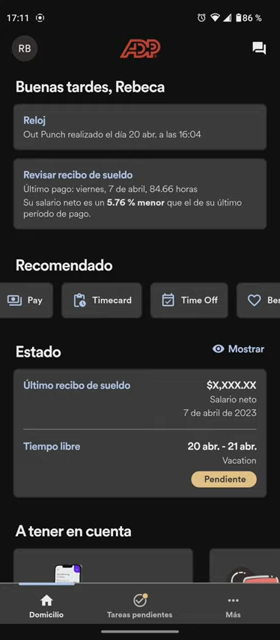 17:11
86 %
RB
ADP
Buenas tardes, Rebeca
Reloj
Out Punch realizado el día 20 abr. a las 16:04
Revisar recibo de sueldo
Último pago: viernes, 7 de abril, 84.66 horas
Su salario neto es un 5.76 % menor que el de su último
período de pago.
Recomendado
Pay
Timecard
Time Off
Ber
Estado
Mostrar
Último recibo de sueldo
$X,XXX.XX
Salario neto
7 de abril de 2023
Tiempo libre
20 abr. - 21 abr.
Vacation
Pendiente
A tener en cuenta
Domicilio
Tareas pendientes
Más